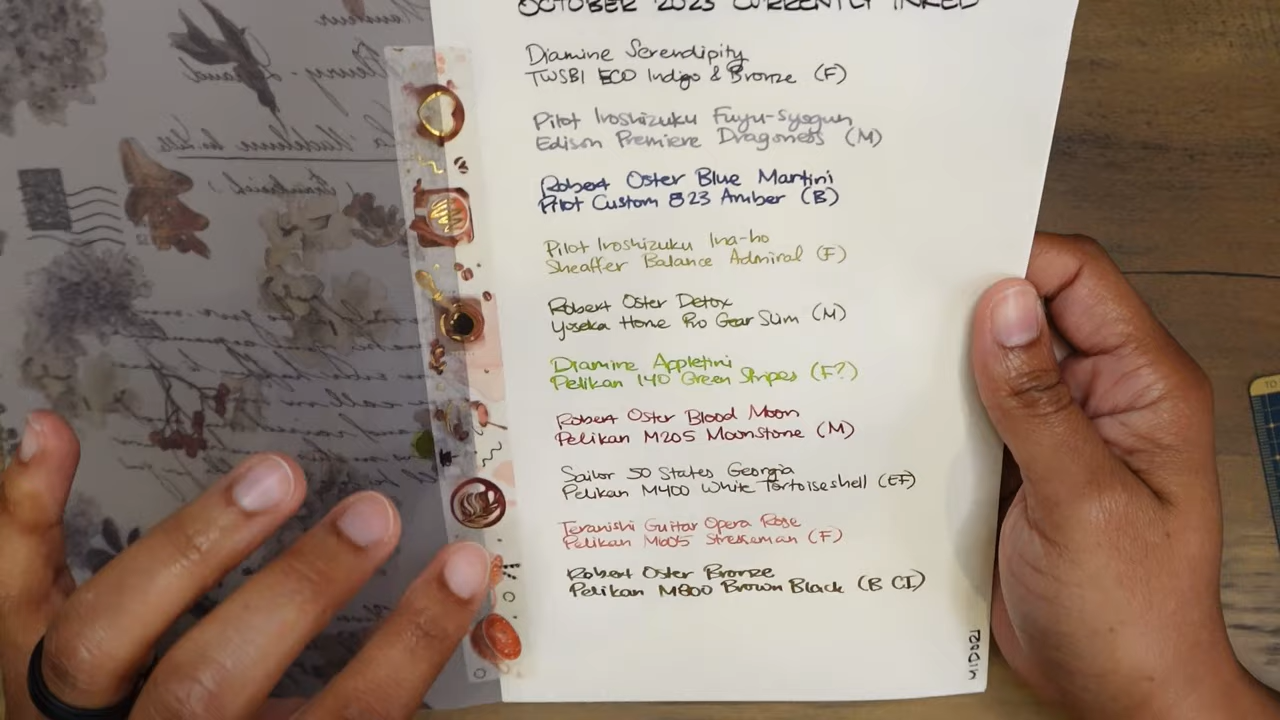 OCTOBER 2023 CURRENTLY INKED
Diamine Serendipity
TWSBI ECO Indigo & Bronze (F)
Pilot Iroshizuku Fuyu-syogun
Edison Premiere Dragoness (M)
Robert Oster Blue Martini
Pilot Custom 823 Amber (B)
Pilot Iroshizuku Ina-ho
Sheaffer Balance Admiral (F)
Robert Oster Detox
Yoseka Home Pro Gear Slim (M)
Diamine Appletini
Pelikan 140 Green Stripes (F?)
Robert Oster Blood Moon
Pelikan M205 Moonstone (M)
Sailor 50 States Georgia
Pelikan M400 White Tortoiseshell (EF)
Teranishi Guitar Opera Rose
Pelikan M605 Stresseman (F)
Robert Oster Bronze
Pelikan M800 Brown Black (B CI)
MIDORI